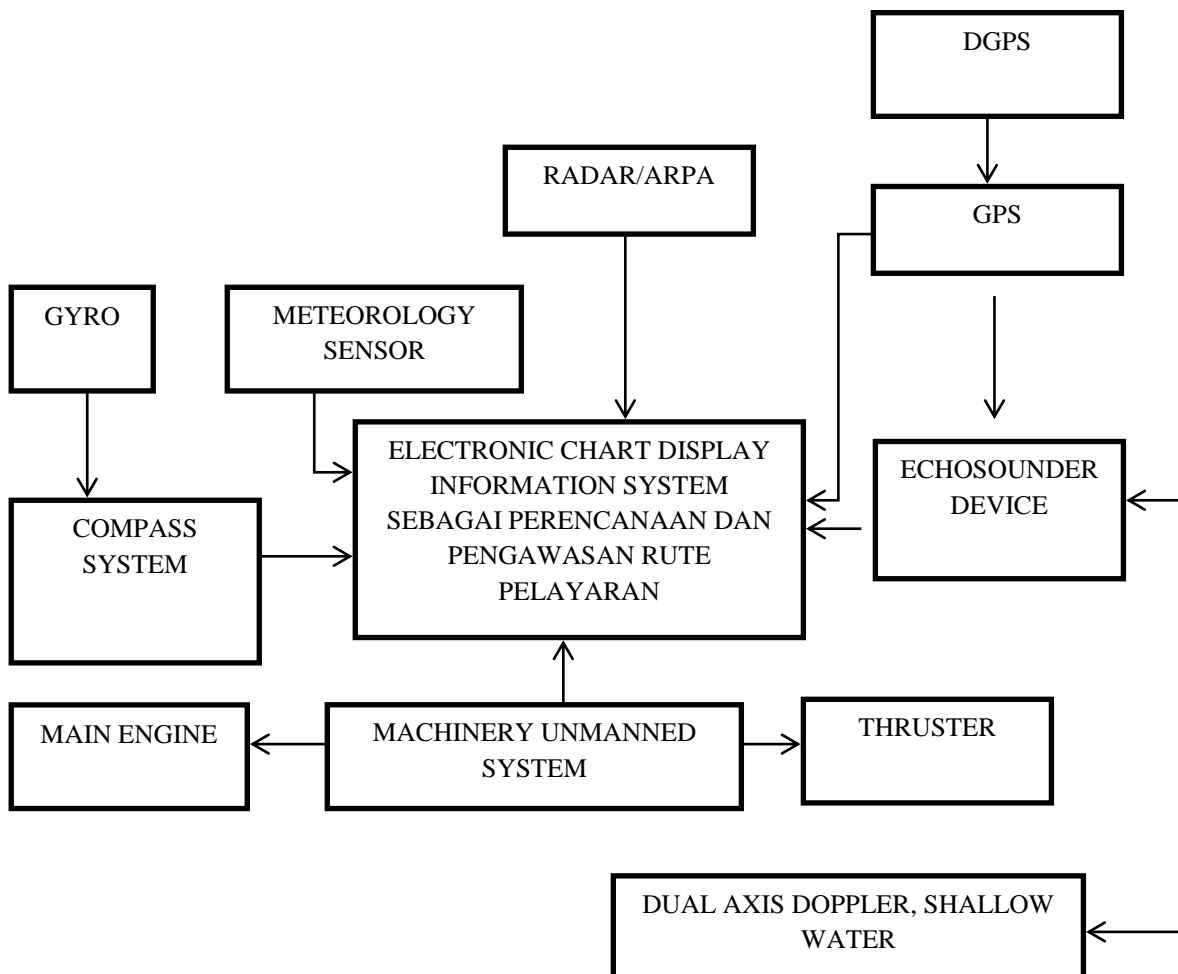 DGPS
RADAR/ARPA
GPS
GYRO
METEOROLOGY
SENSOR
ELECTRONIC CHART DISPLAY
INFORMATION SYSTEM
SEBAGAI PERENCANAAN DAN
PENGAWASAN RUTE
PELAYARAN
ECHOSOUNDER
DEVICE
COMPASS
SYSTEM
MAIN ENGINE
MACHINERY UNMANNED
SYSTEM
THRUSTER
DUAL AXIS DOPPLER, SHALLOW
WATER